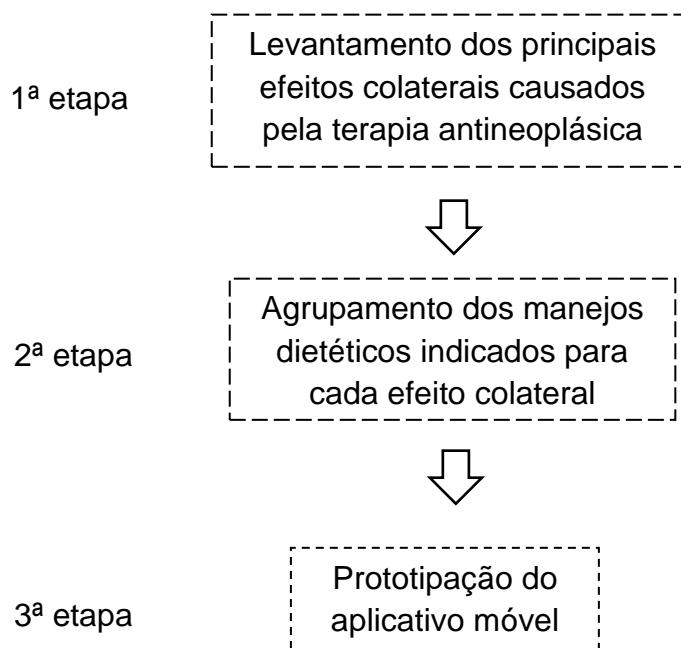 Levantamento dos principais
1ª etapa
efeitos colaterais causados
pela terapia antineoplásica
Agrupamento dos manejos
2ª etapa
dietéticos indicados para
cada efeito colateral
Prototipação do
3ª etapa
aplicativo móvel